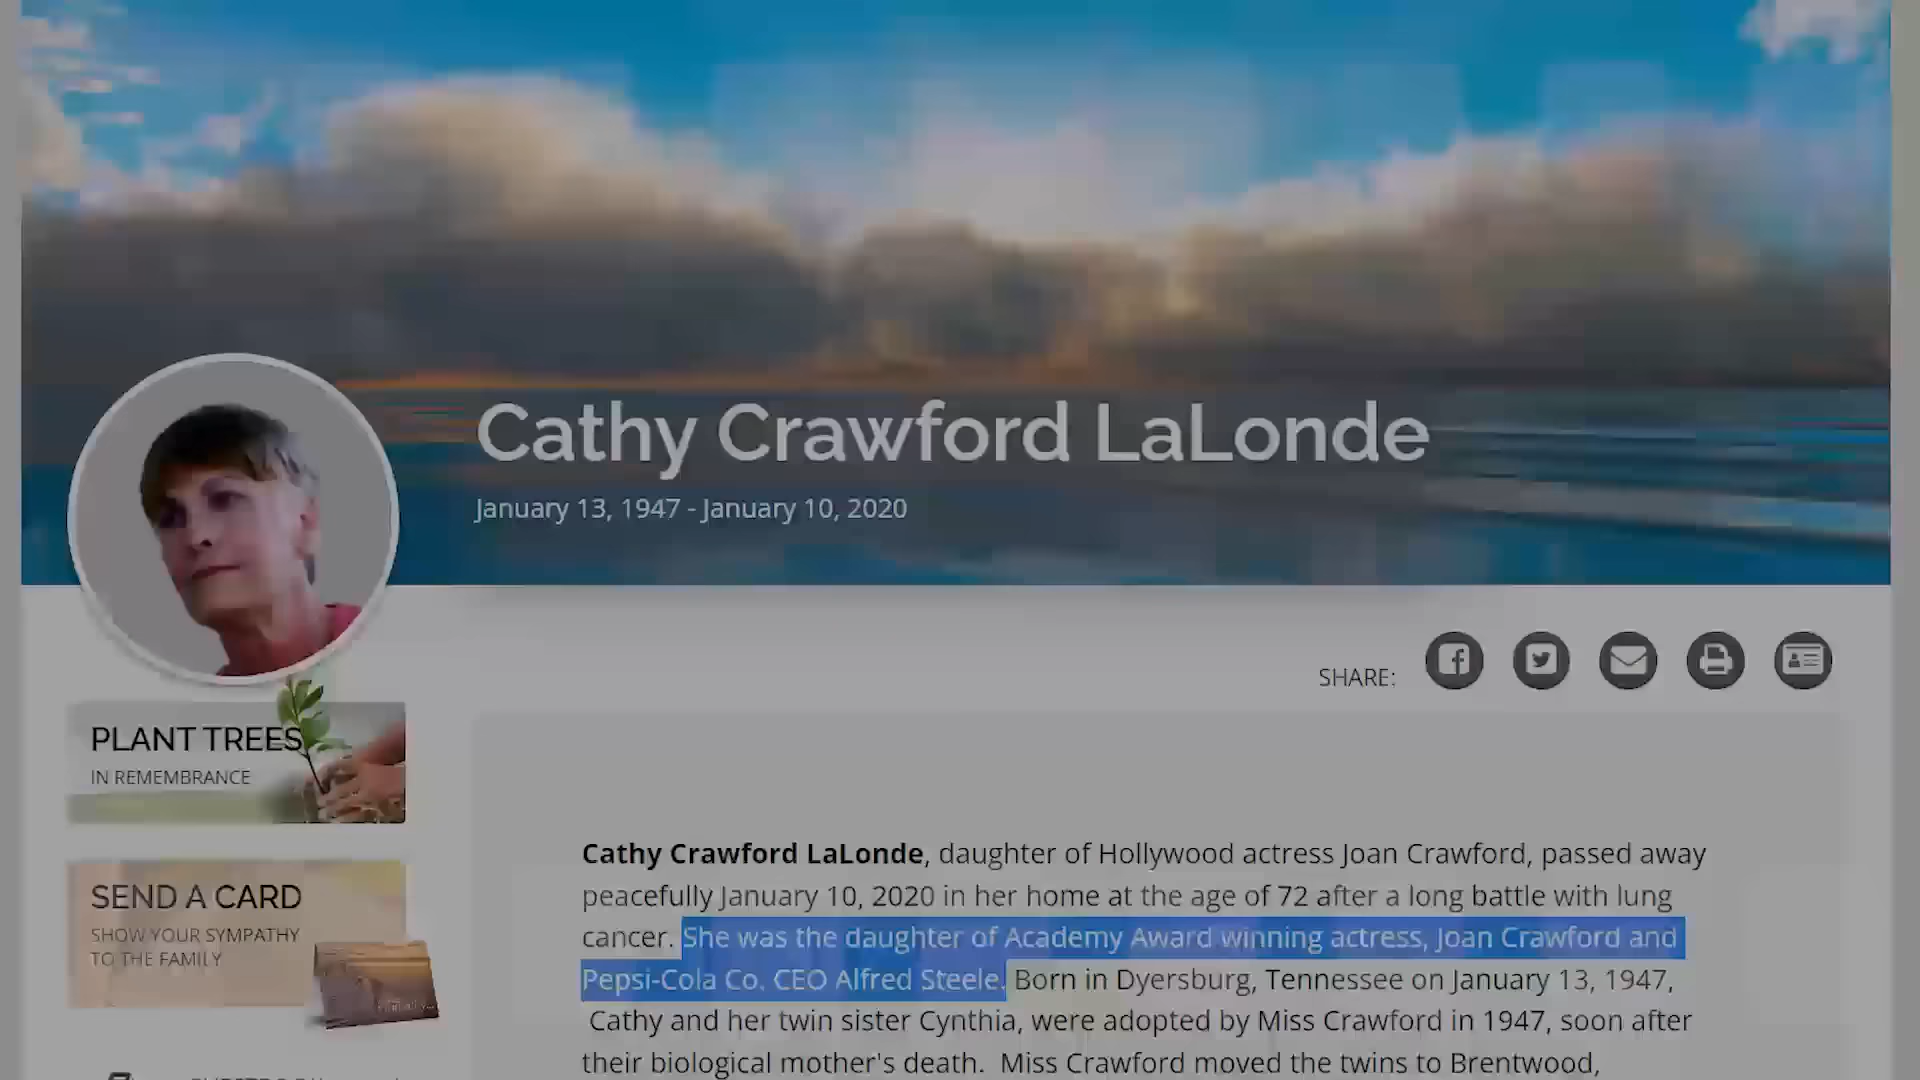 Cathy Crawford LaLonde
January 13, 1947 - January 10, 2020
SHARE:
PLANT TREES
IN REMEMBRANCE
SEND A CARD
SHOW YOUR SYMPATHY
TO THE FAMILY
Cathy Crawford LaLonde, daughter of Hollywood actress Joan Crawford, passed away
peacefully January 10, 2020 in her home at the age of 72 after a long battle with lung
cancer. She was the daughter of Academy Award winning actress, Joan Crawford and
Pepsi-Cola Co. CEO Alfred Steele. Born in Dyersburg, Tennessee on January 13, 1947,
Cathy and her twin sister Cynthia, were adopted by Miss Crawford in 1947, soon after
their biological mother's death. Miss Crawford moved the twins to Brentwood,